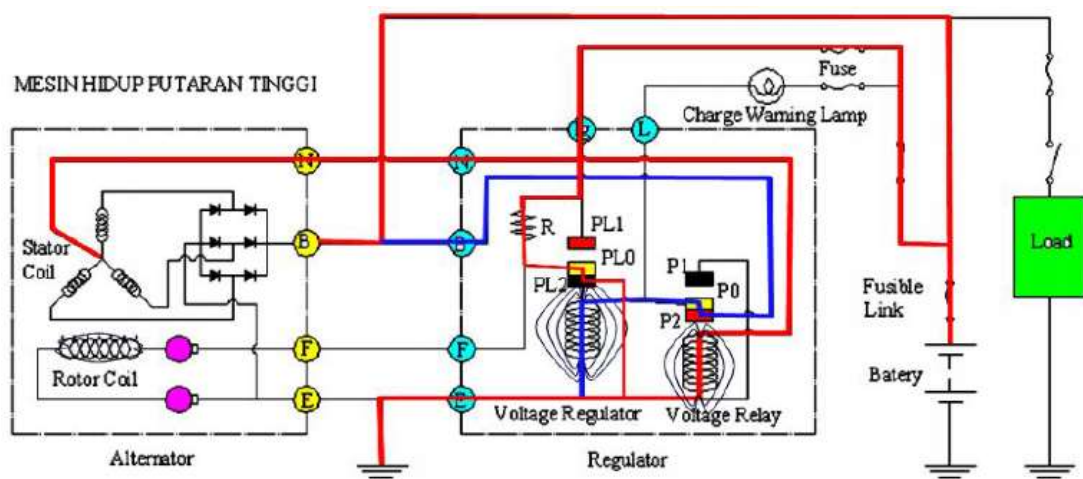 MESIN HIDUP PUTARAN TINGGI
Fuse
Charge Warning Lamp
Ig
L
N
N
B
B
R
PL1
PL0
PL2
P1
P0
P2
Stator
Coil
Load
Fusible
Link
F
F
Rotor Coil
E
E
Batery
Voltage Regulator
Voltage Relay
Alternator
Regulator